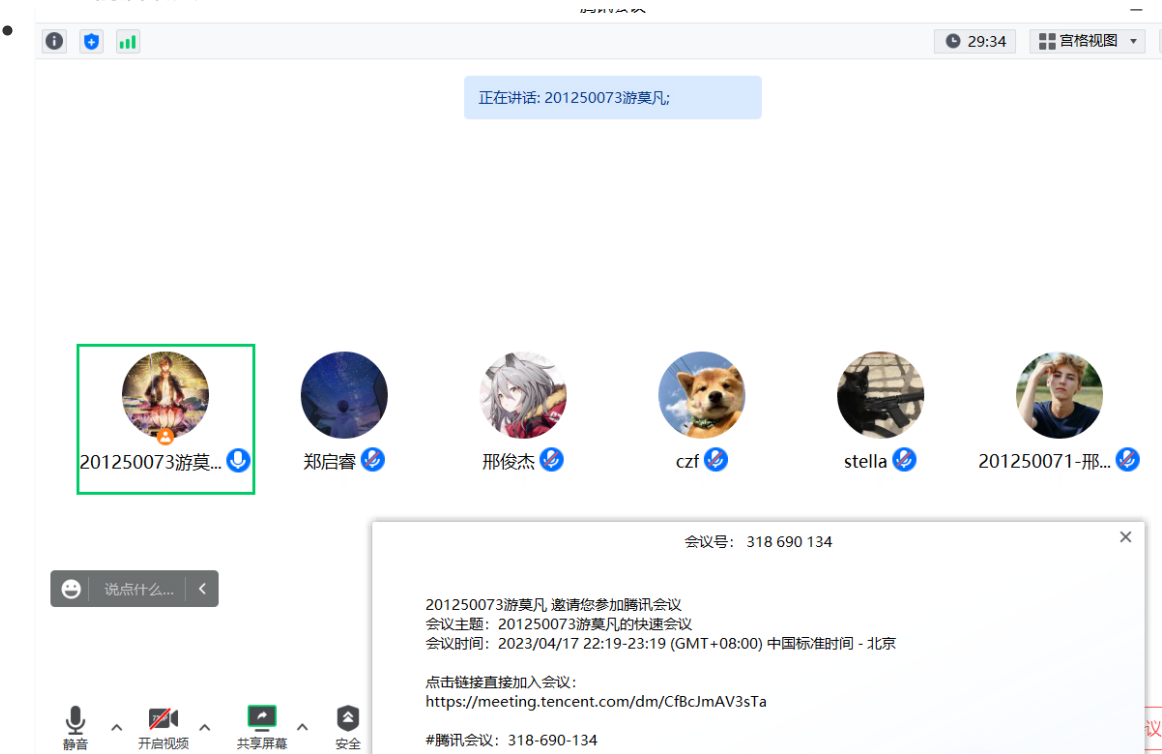 腾讯会议
29:34
宫格视图
正在讲话: 201250073游莫凡;
201250073游莫...
郑启睿
邢俊杰
czf
stella
201250071-邢...
会议号： 318 690 134
说点什么...
201250073游莫凡 邀请您参加腾讯会议
会议主题：201250073游莫凡的快速会议
会议时间：2023/04/17 22:19-23:19 (GMT+08:00) 中国标准时间 - 北京
点击链接直接加入会议：
https://meeting.tencent.com/dm/CfBcJmAV3sTa
#腾讯会议：318-690-134
静音
开启视频
共享屏幕
安全
议